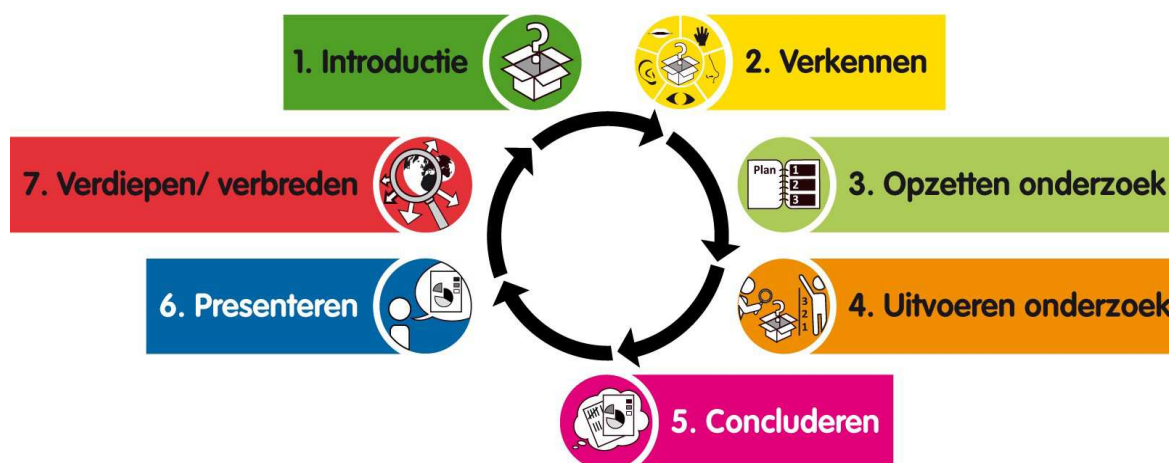 1. Introductie
2. Verkennen
3. Opzetten onderzoek
Plan
1
2
3
4. Uitvoeren onderzoek
3
2
1
5. Concluderen
6. Presenteren
7. Verdiepen/ verbreden